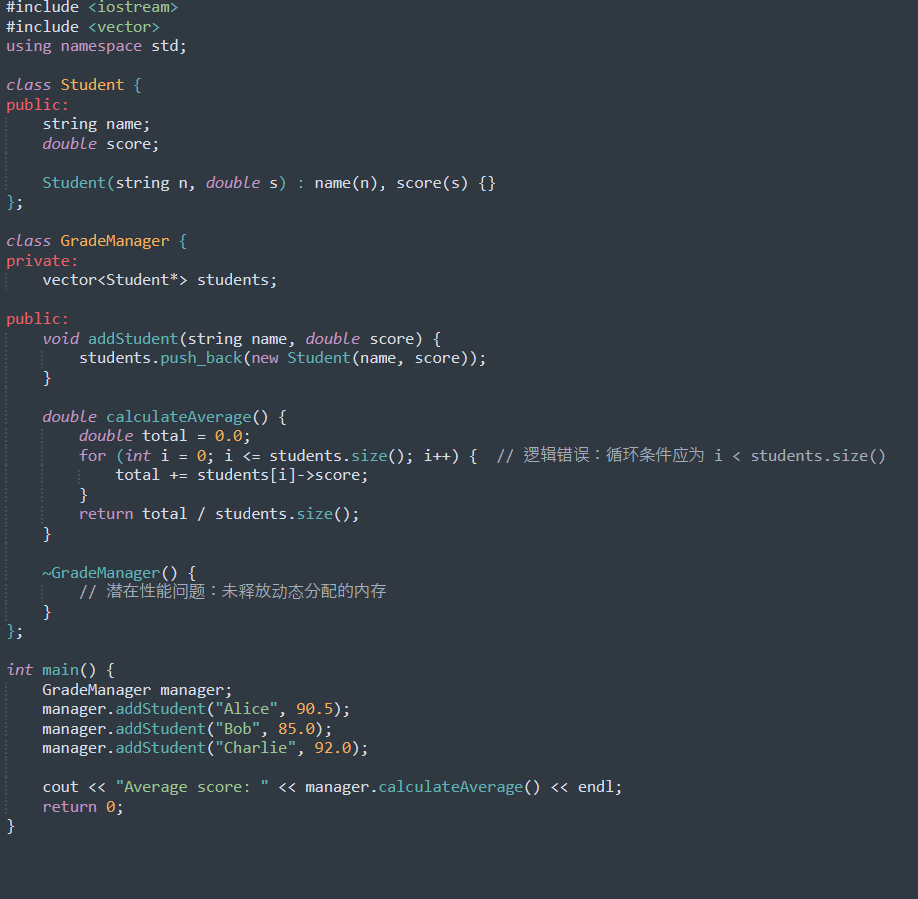 #include <iostream>
#include <vector>
using namespace std;

class Student {
public:
    string name;
    double score;

    Student(string n, double s) : name(n), score(s) {}
};

class GradeManager {
private:
    vector<Student*> students;

public:
    void addStudent(string name, double score) {
        students.push_back(new Student(name, score));
    }

    double calculateAverage() {
        double total = 0.0;
        for (int i = 0; i <= students.size(); i++) {  // 逻辑错误：循环条件应为 i < students.size()
            total += students[i]->score;
        }
        return total / students.size();
    }

    ~GradeManager() {
        // 潜在性能问题：未释放动态分配的内存
    }
};

int main() {
    GradeManager manager;
    manager.addStudent("Alice", 90.5);
    manager.addStudent("Bob", 85.0);
    manager.addStudent("Charlie", 92.0);

    cout << "Average score: " << manager.calculateAverage() << endl;
    return 0;
}